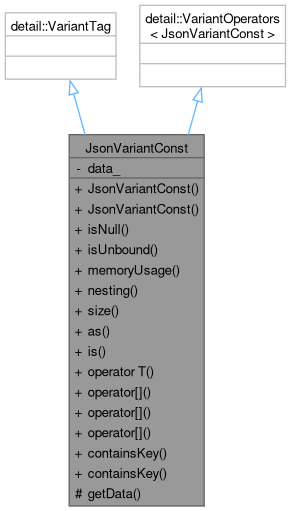 detail::VariantTag
detail::VariantOperators
< JsonVariantConst >
JsonVariantConst
- data_
+ JsonVariantConst()
+ JsonVariantConst()
+ isNull()
+ isUnbound()
+ memoryUsage()
+ nesting()
+ size()
+ as()
+ is()
+ operator T()
+ operator[]()
+ operator[]()
+ operator[]()
+ containsKey()
+ containsKey()
# getData()